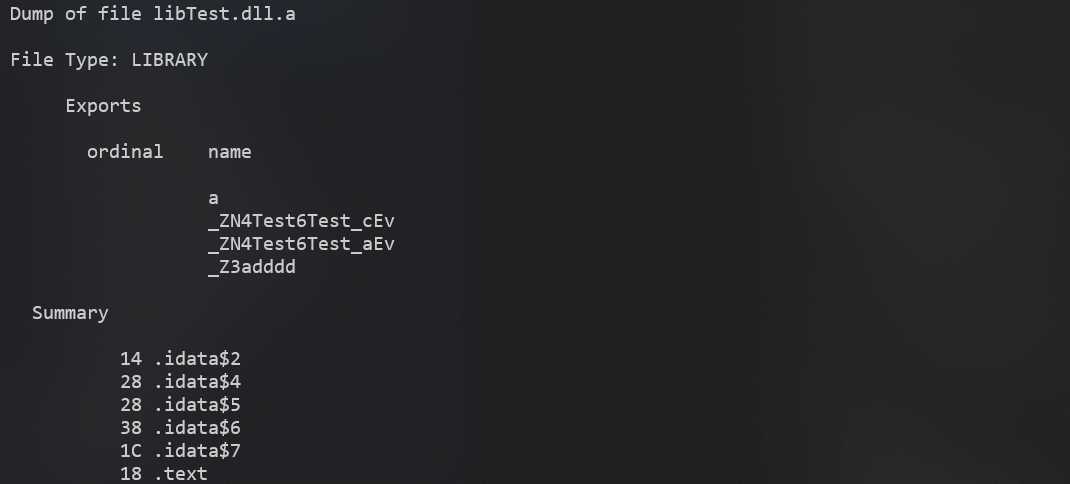 Dump of file libTest.dll.a
File Type: LIBRARY
Exports
ordinal name
a
_ZN4Test6Test_cEv
_ZN4Test6Test_aEv
_Z3adddd
Summary
14 .idata$2
28 .idata$4
28 .idata$5
38 .idata$6
1C .idata$7
18 .text